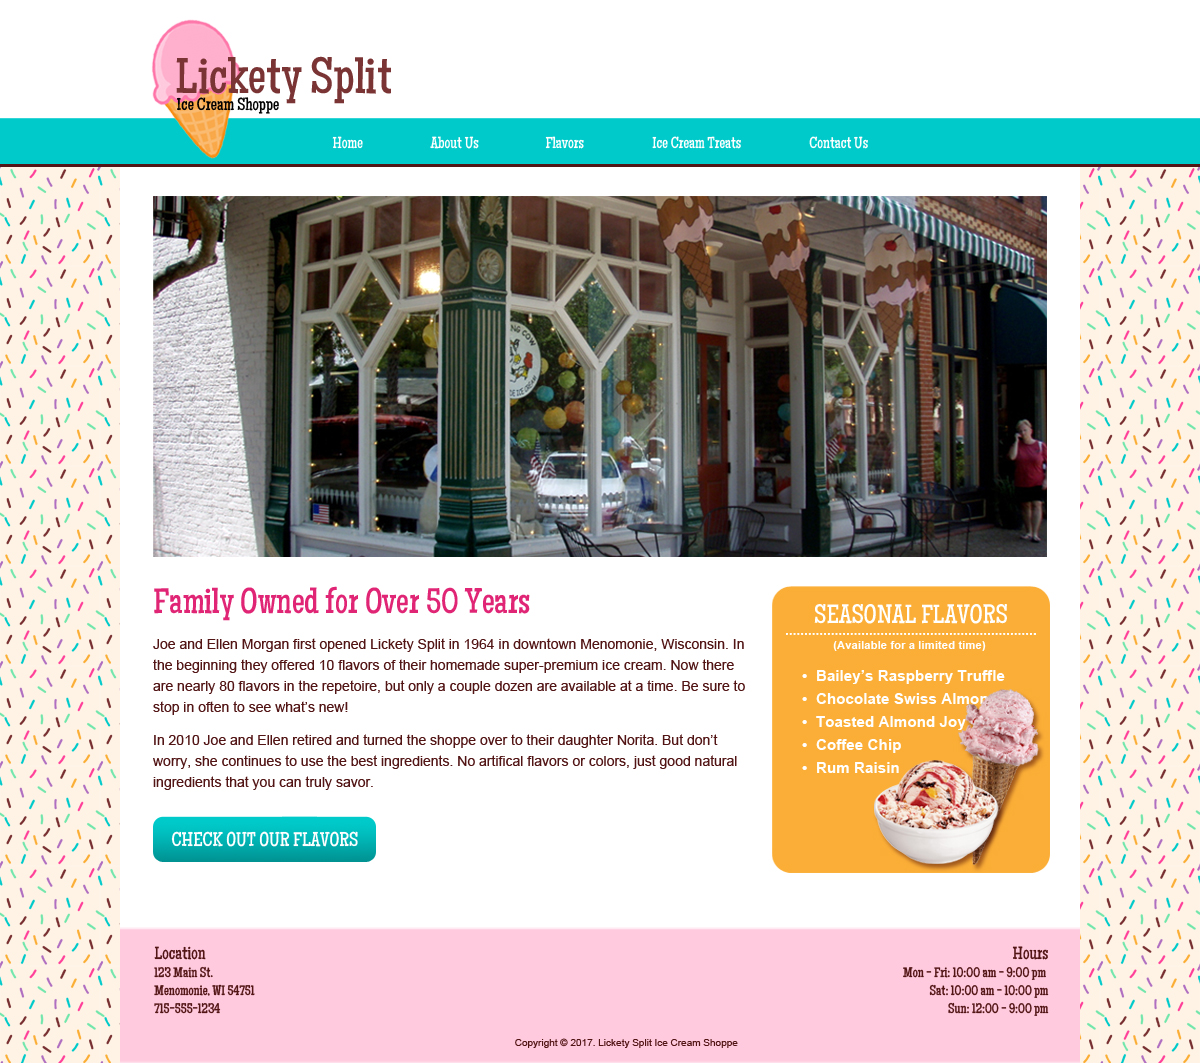 Lickety Split
Ice Cream Shoppe
Home About Us Flavors Ice Cream Treats Contact Us
Family Owned for Over 50 Years
Joe and Ellen Morgan first opened Lickety Split in 1964 in downtown Menomonie, Wisconsin. In
the beginning they offered 10 flavors of their homemade super-premium ice cream. Now there
are nearly 80 flavors in the repetoire, but only a couple dozen are available at a time. Be sure to
stop in often to see what's new!
In 2010 Joe and Ellen retired and turned the shoppe over to their daughter Norita. But don't
worry, she continues to use the best ingredients. No artifical flavors or colors, just good natural
ingredients that you can truly savor.
CHECK OUT OUR FLAVORS
SEASONAL FLAVORS
(Available for a limited time)
• Bailey's Raspberry Truffle
• Chocolate Swiss Almon
• Toasted Almond Joy
• Coffee Chip
• Rum Raisin
Location
123 Main St.
Menomonie, WI 54751
715-555-1234
Hours
Mon - Fri: 10:00 am - 9:00 pm
Sat: 10:00 am - 10:00 pm
Sun: 12:00 - 9:00 pm
Copyright © 2017. Lickety Split Ice Cream Shoppe